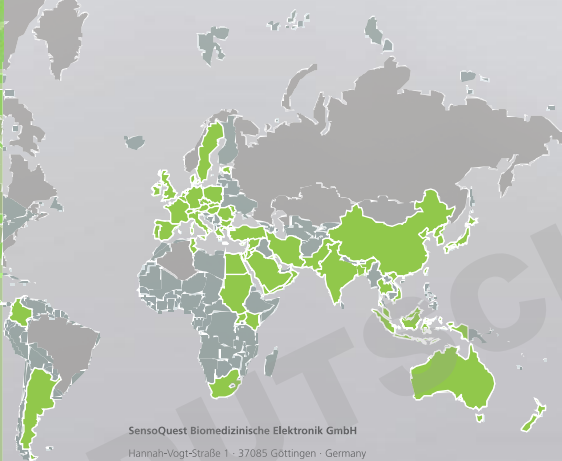 SensoQuest Biomedizinische Elektronik GmbH
Hannah-Vogt-Straße 1 · 37085 Göttingen · Germany